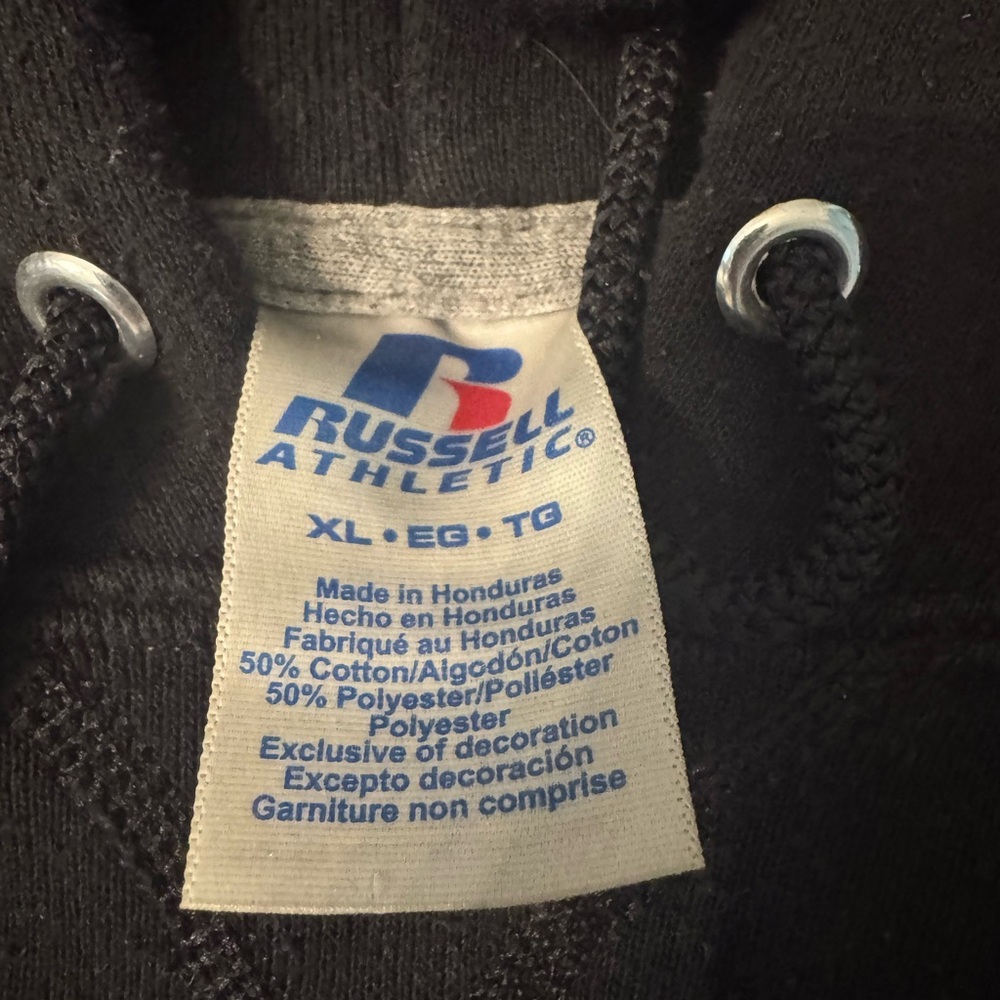 RUSSELL
ATHLETIC®
XL • EG • TG
Made in Honduras
Hecho en Honduras
Fabriqué au Honduras
50% Cotton/Algodón/Coton
50% Polyester/Poliéster
Polyester
Exclusive of decoration
Excepto decoración
Garniture non comprise